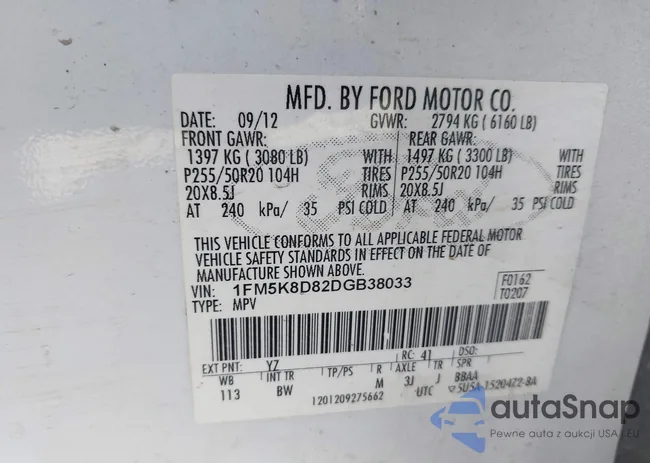 MFD. BY FORD MOTOR CO.
DATE: 09/12 GVWR: 2794 KG ( 6160 LB)
FRONT GAWR: REAR GAWR:
1397 KG ( 3080 LB) WITH 1497 KG ( 3300 LB) WITH
P255/50R20 104H TIRES P255/50R20 104H TIRES
20X8.5J RIMS 20X8.5J RIMS
AT 240 kPa/ 35 PSI COLD AT 240 kPa/ 35 PSI COLD
THIS VEHICLE CONFORMS TO ALL APPLICABLE FEDERAL MOTOR
VEHICLE SAFETY STANDARDS IN EFFECT ON THE DATE OF
MANUFACTURE SHOWN ABOVE.
VIN: 1FM5K8D82DGB38033 F0162
TYPE: MPV T0207
EXT PNT: YZ RC: 41 DSO:
WB INT TR TP/PS R AXLE TR SPR
113 BW M 3J J BBAA
1201209275662 UTC 5U5A-1520472-BA
autoSnap
Pewne auta z aukcji USA i EU